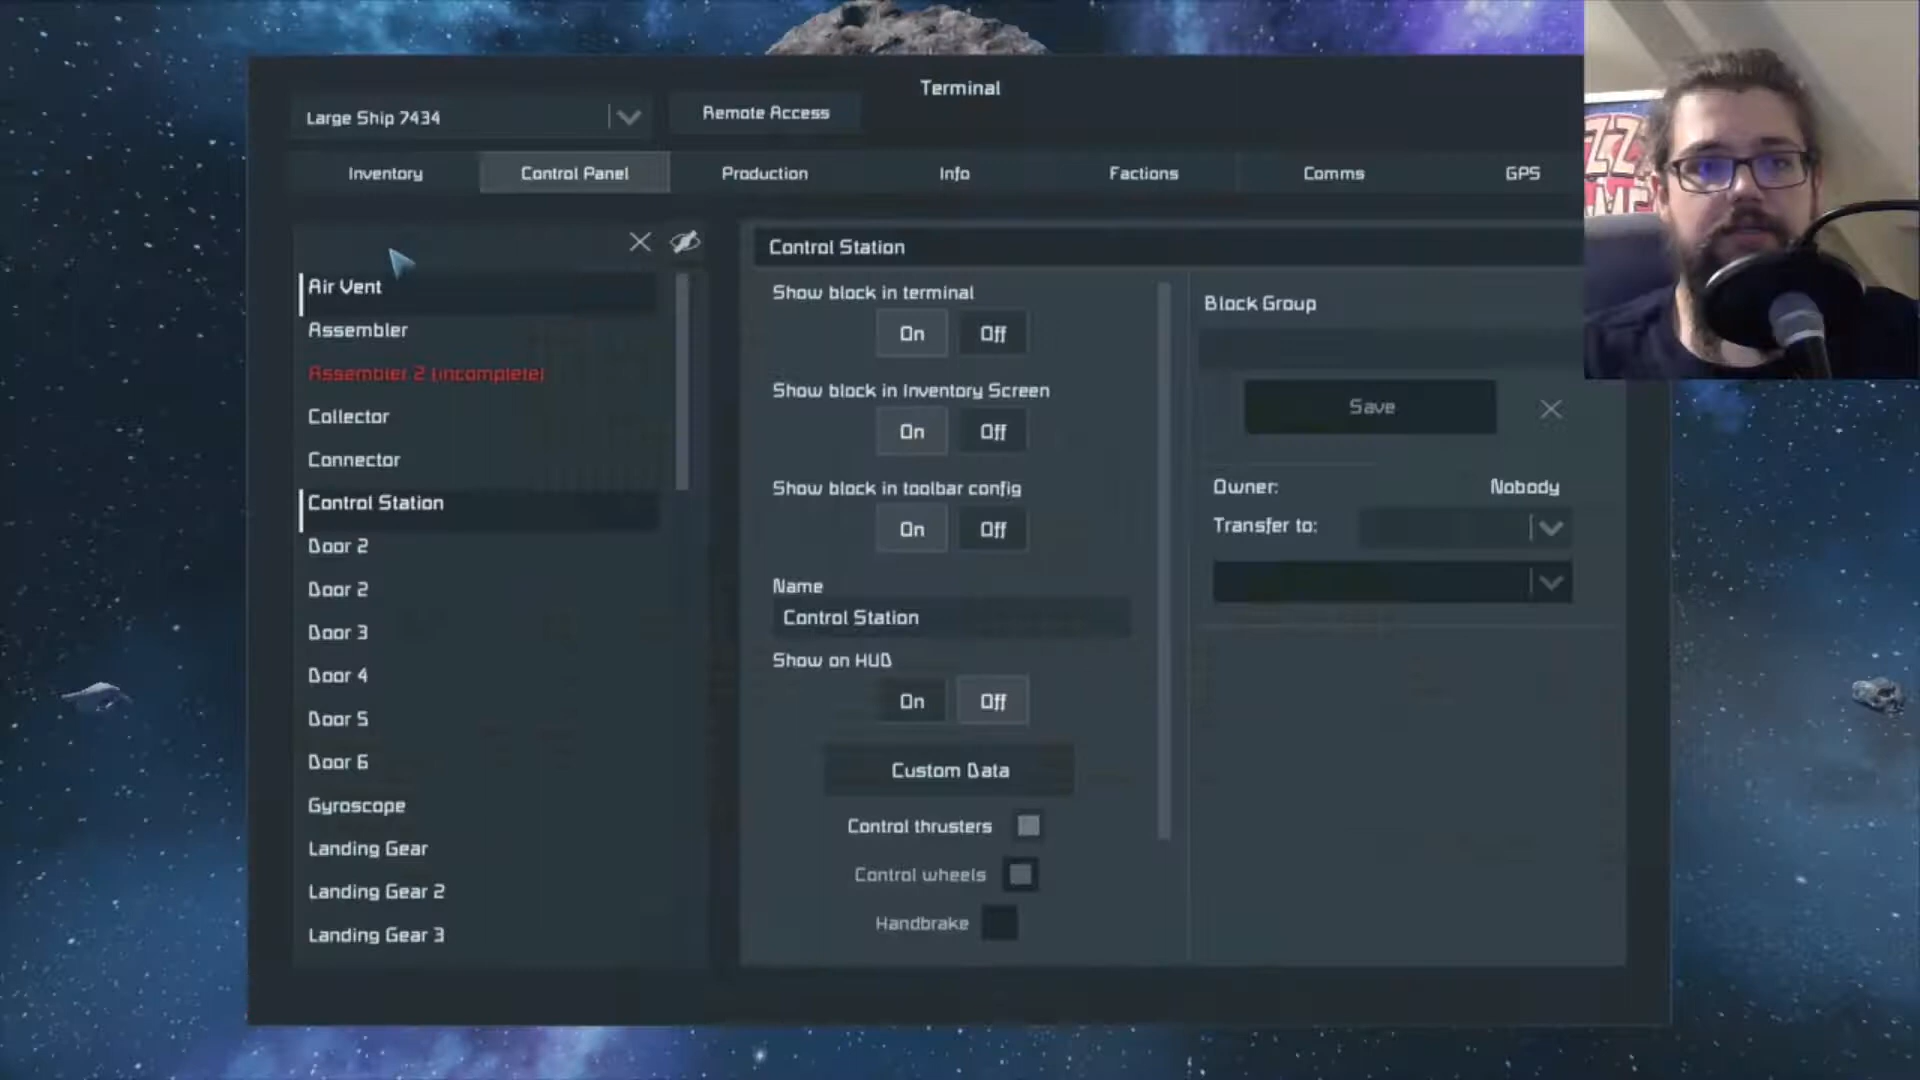 Terminal
Large Ship 7434
Remote Access
Inventory
Control Panel
Production
Info
Factions
Comms
GPS
Air Vent
Assembler
Assembler 2 (Incomplete)
Collector
Connector
Control Station
Door 2
Door 2
Door 3
Door 4
Door 5
Door 6
Gyroscope
Landing Gear
Landing Gear 2
Landing Gear 3
Control Station
Show block in terminal
On Off
Show block in Inventory Screen
On Off
Show block in toolbar config
On Off
Name
Control Station
Show on HUD
On Off
Custom Data
Control thrusters
Control wheels
Handbrake
Block Group
Save
Owner: Nobody
Transfer to: